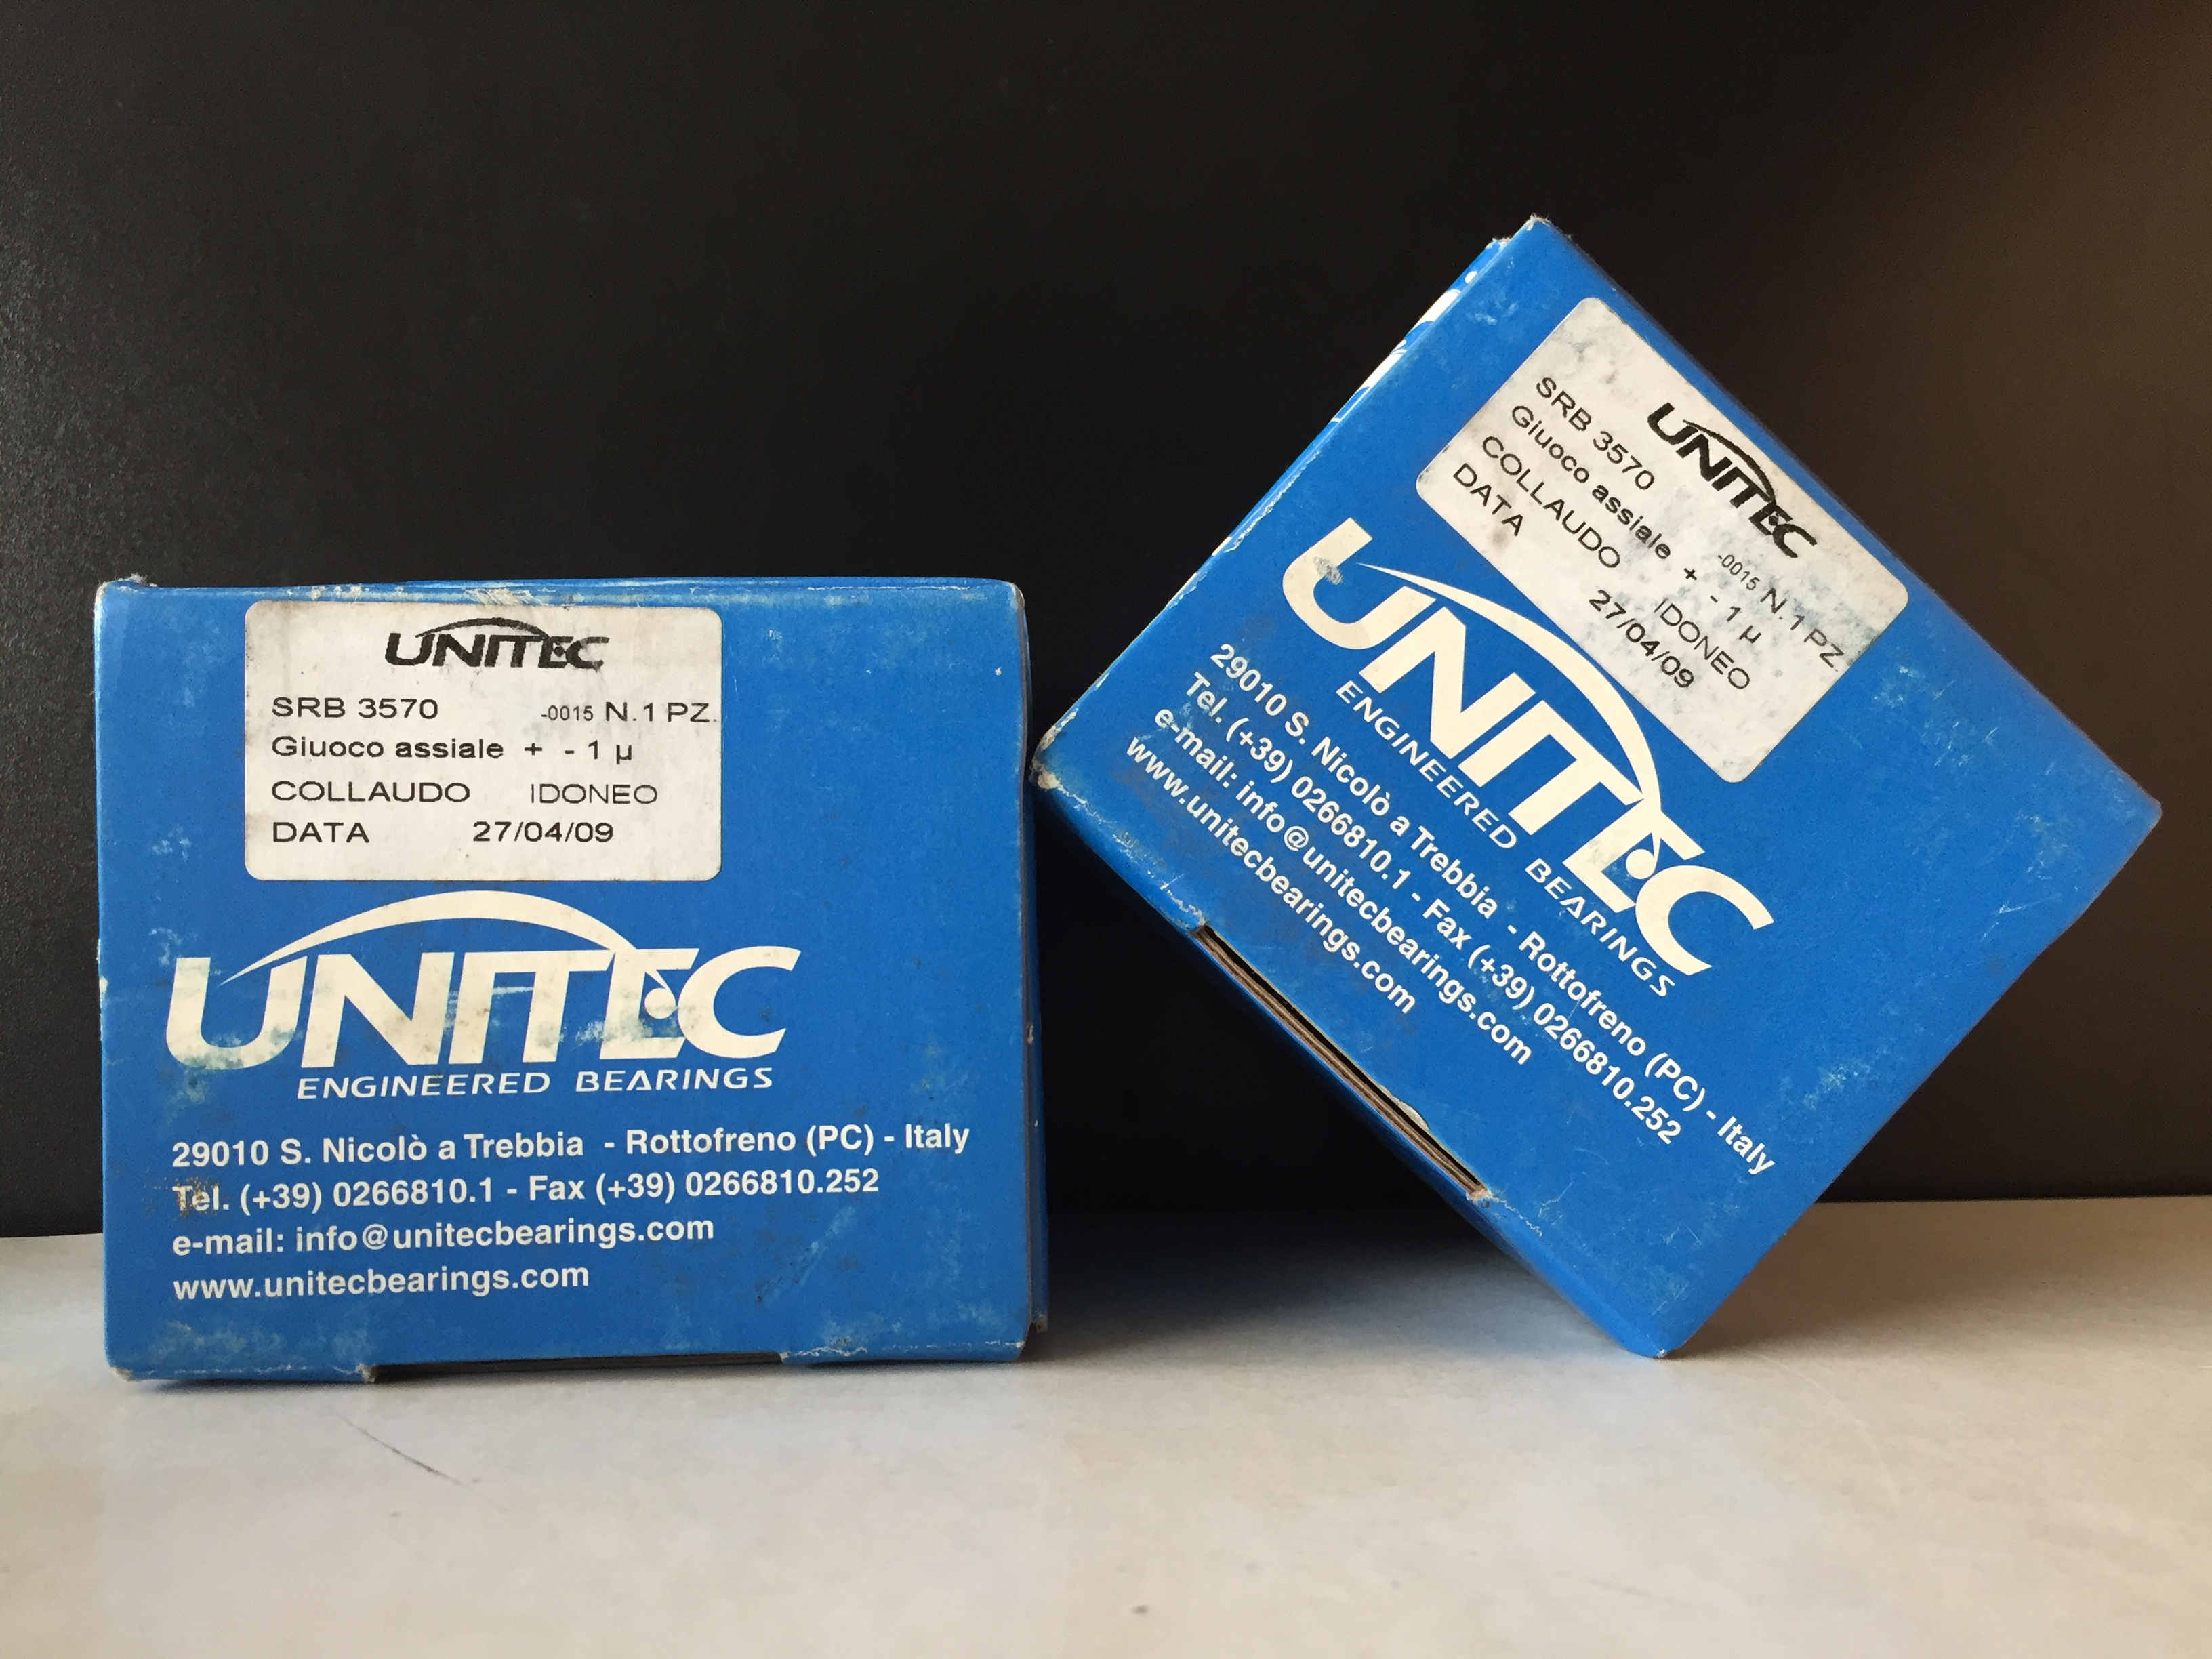 UNITEC
SRB 3570 -0015 N.1 PZ.
Giuoco assiale + - 1 µ
COLLAUDO IDONEO
DATA 27/04/09
UNITEC
ENGINEERED BEARINGS
29010 S. Nicolò a Trebbia - Rottofreno (PC) - Italy
Tel. (+39) 0266810.1 - Fax (+39) 0266810.252
e-mail: info@unitecbearings.com
www.unitecbearings.com
UNITEC
SRB 3570 -0015 N.1 PZ.
Giuoco assiale + - 1 µ
COLLAUDO IDONEO
DATA 27/04/09
UNITEC
ENGINEERED BEARINGS
29010 S. Nicolò a Trebbia - Rottofreno (PC) - Italy
Tel. (+39) 0266810.1 - Fax (+39) 0266810.252
e-mail: info@unitecbearings.com
www.unitecbearings.com